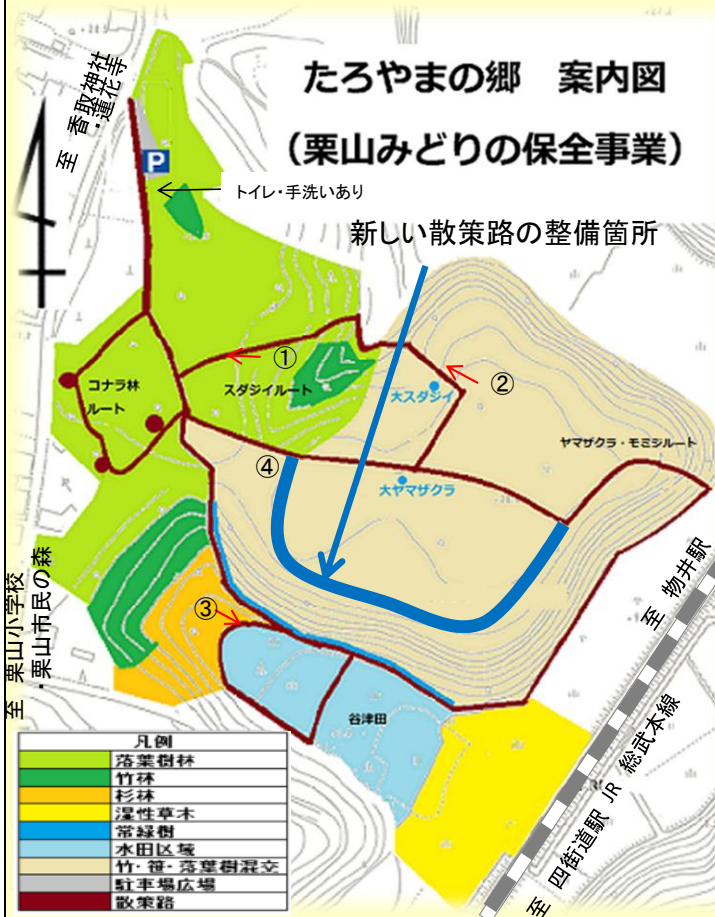 たろやまの郷 案内図
(栗山みどりの保全事業)
至 香取神社
・蓮花寺
P
トイレ・手洗いあり
新しい散策路の整備箇所
①
②
コナラ林
ルート
スダジイルート
大スダジイ
ヤマザクラ・モミジルート
④
大ヤマザクラ
③
谷津田
至 物井駅
至 栗山小学校
・栗山市民の森
至 四街道駅 JR 総武本線
凡例
落葉樹林
竹林
杉林
湿性草木
常緑樹
水田区域
竹・笹・落葉樹混交
駐車場広場
散策路